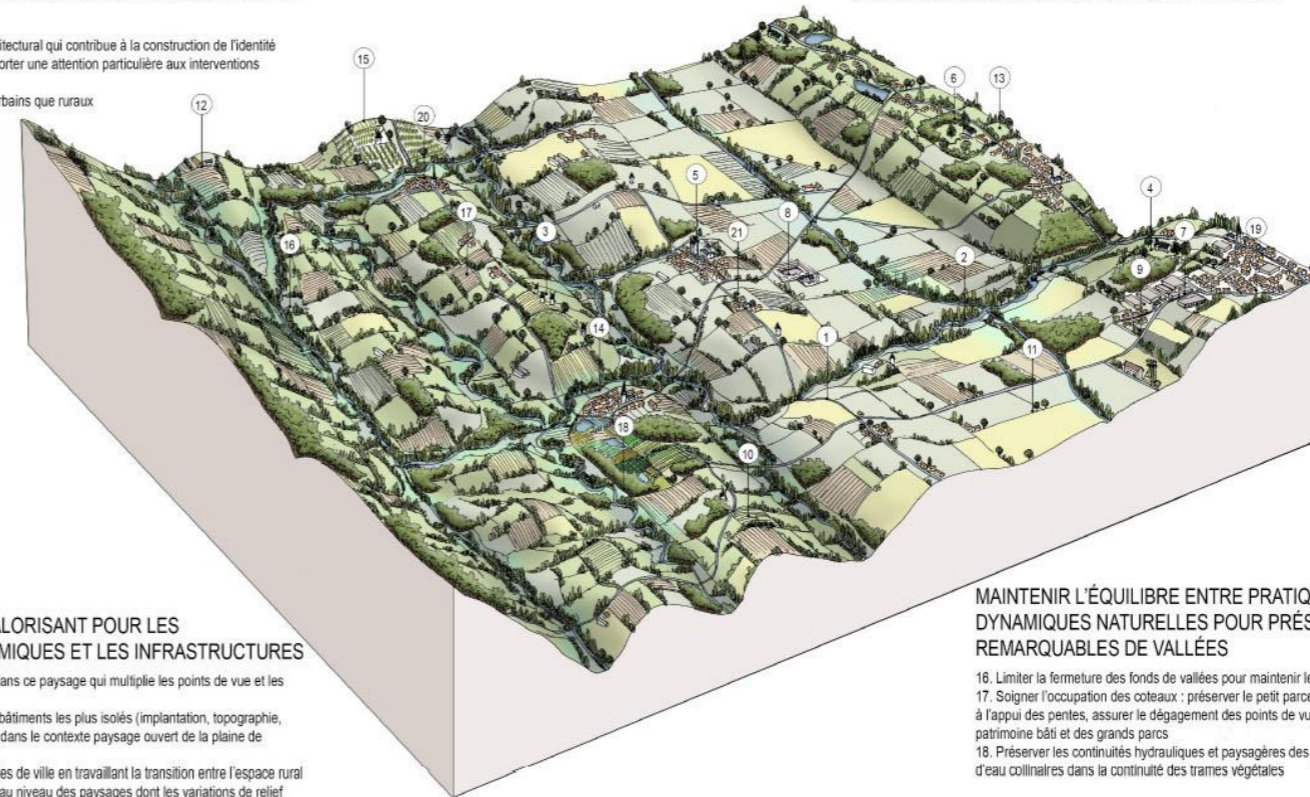 itectural qui contribue à la construction de l'identité
orter une attention particulière aux interventions
rbains que ruraux
15
12
20
6
13
5
17
4
3
21
8
7
19
16
2
9
14
1
11
18
10
ALORISANT POUR LES
MIQUES ET LES INFRASTRUCTURES
ans ce paysage qui multiplie les points de vue et les
bâtiments les plus isolés (implantation, topographie,
dans le contexte paysage ouvert de la plaine de
es de ville en travaillant la transition entre l'espace rural
au niveau des paysages dont les variations de relief
MAINTENIR L'ÉQUILIBRE ENTRE PRATIQ
DYNAMIQUES NATURELLES POUR PRÉS
REMARQUABLES DE VALLÉES
16. Limiter la fermeture des fonds de vallées pour maintenir le
17. Soigner l'occupation des coteaux : préserver le petit parce
à l'appui des pentes, assurer le dégagement des points de vu
patrimoine bâti et des grands parcs
18. Préserver les continuités hydrauliques et paysagères des
d'eau collinaires dans la continuité des trames végétales